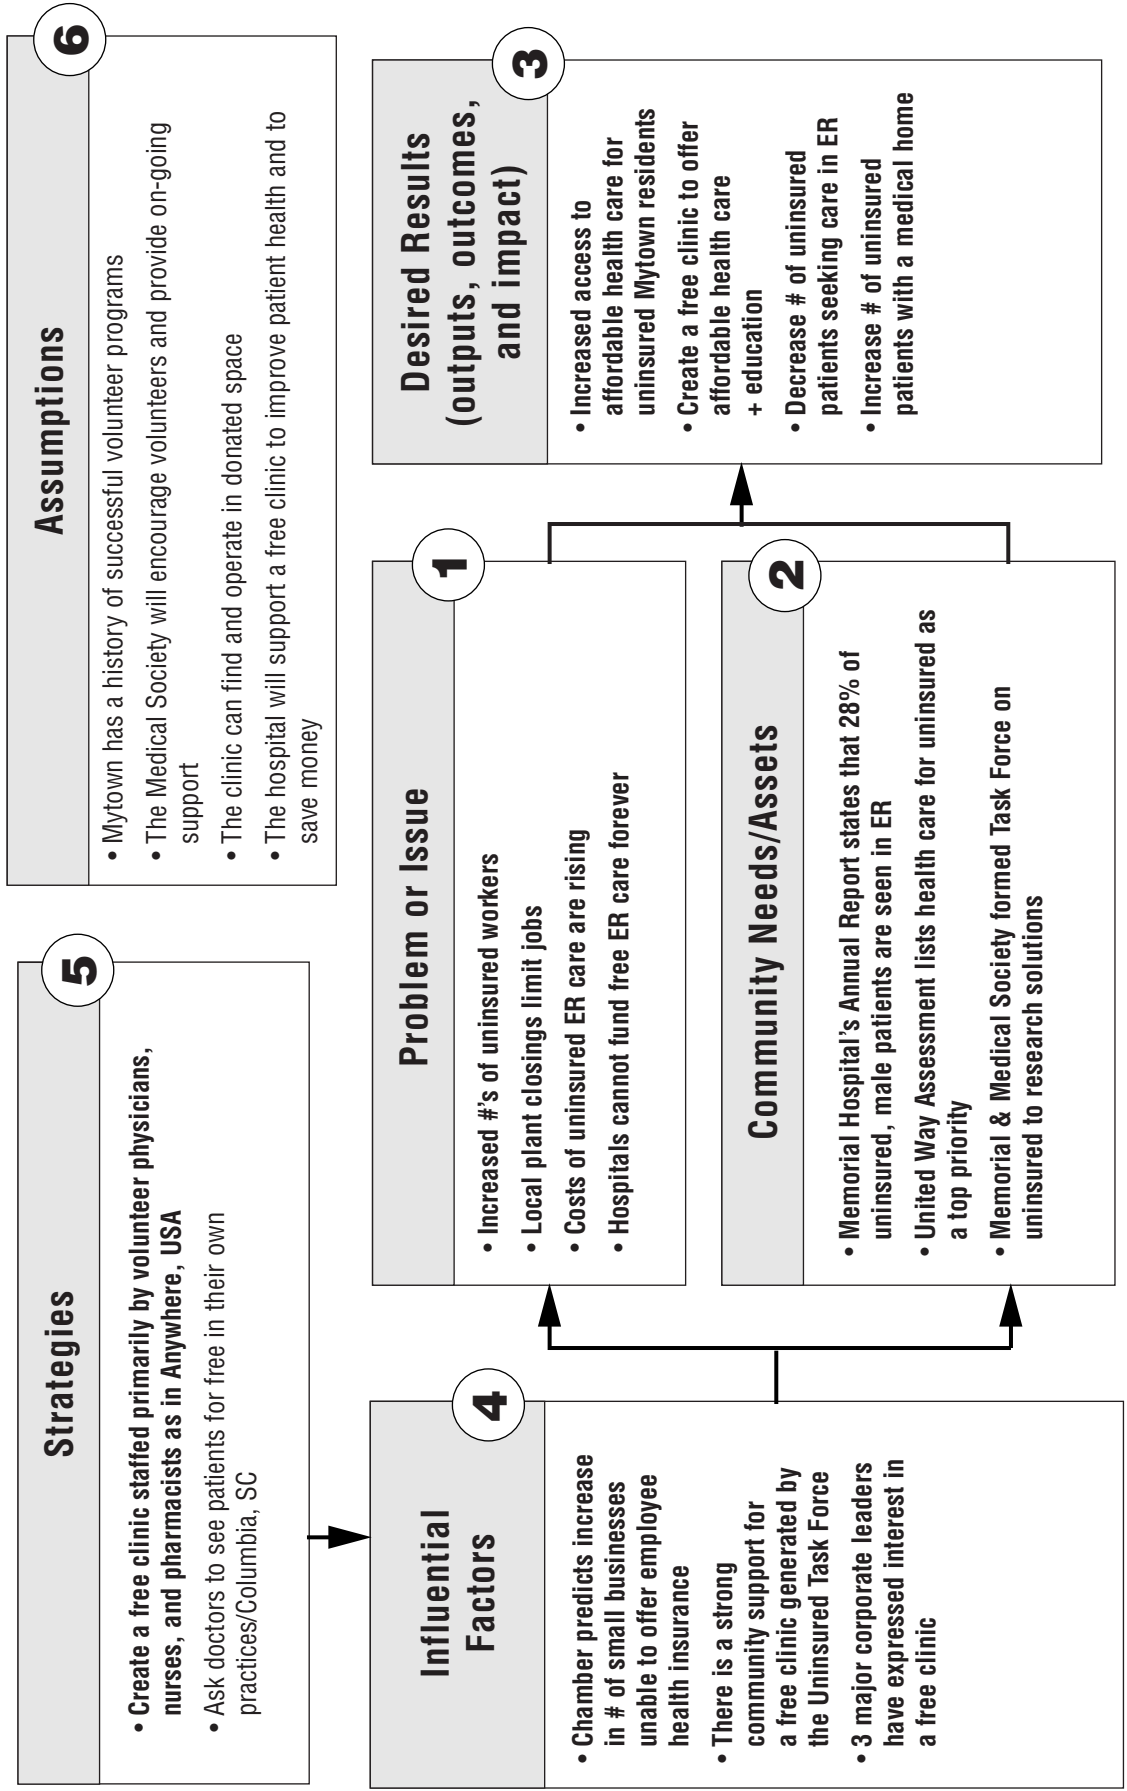 Strategies
5
• Create a free clinic staffed primarily by volunteer physicians,
nurses, and pharmacists as in Anywhere, USA
• Ask doctors to see patients for free in their own
practices/Columbia, SC
Assumptions
6
• Mytown has a history of successful volunteer programs
• The Medical Society will encourage volunteers and provide on-going
support
• The clinic can find and operate in donated space
• The hospital will support a free clinic to improve patient health and to
save money
Influential
Factors
4
• Chamber predicts increase
in # of small businesses
unable to offer employee
health insurance
• There is a strong
community support for
a free clinic generated by
the Uninsured Task Force
• 3 major corporate leaders
have expressed interest in
a free clinic
Problem or Issue
1
• Increased #'s of uninsured workers
• Local plant closings limit jobs
• Costs of uninsured ER care are rising
• Hospitals cannot fund free ER care forever
Community Needs/Assets
2
• Memorial Hospital's Annual Report states that 28% of
uninsured, male patients are seen in ER
• United Way Assessment lists health care for uninsured as
a top priority
• Memorial & Medical Society formed Task Force on
uninsured to research solutions
Desired Results
(outputs, outcomes,
and impact)
3
• Increased access to
affordable health care for
uninsured Mytown residents
• Create a free clinic to offer
affordable health care
+ education
• Decrease # of uninsured
patients seeking care in ER
• Increase # of uninsured
patients with a medical home